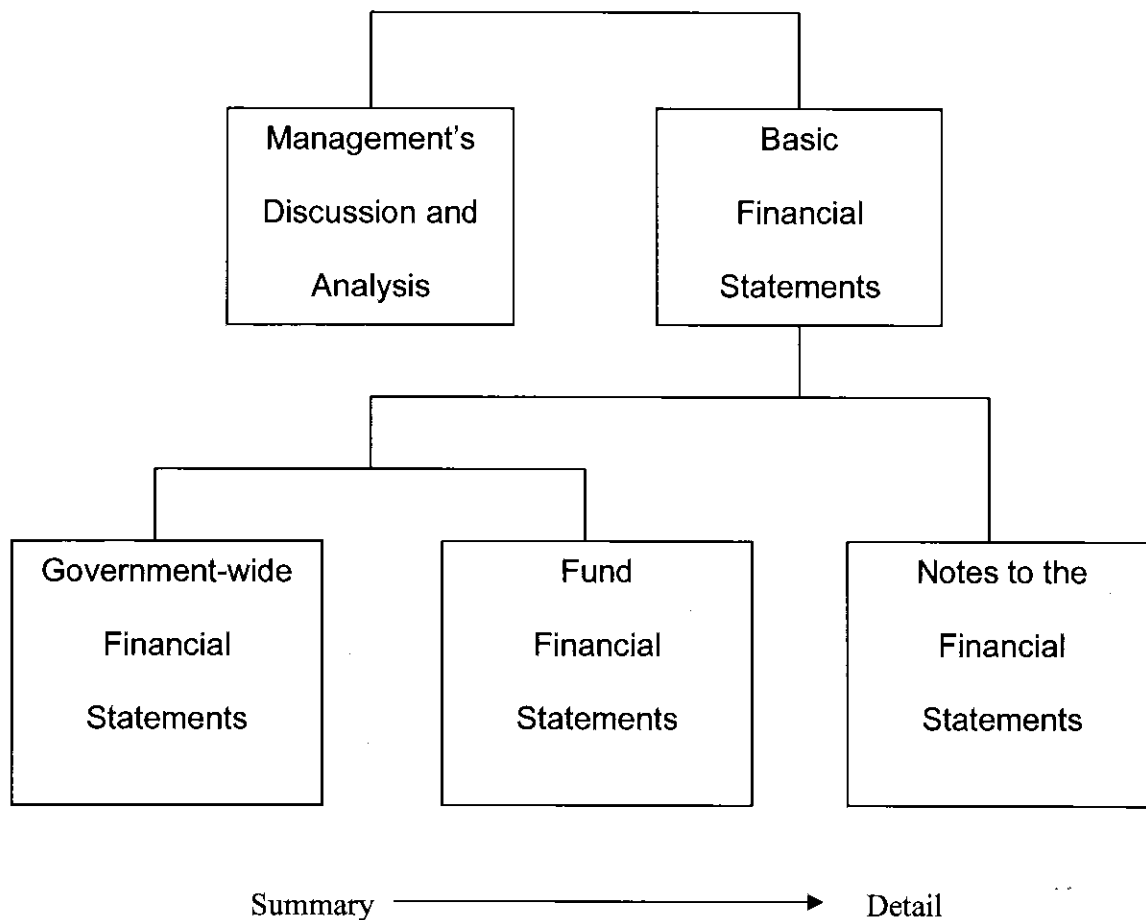 Management's
Discussion and
Analysis
Basic
Financial
Statements
Government-wide
Financial
Statements
Fund
Financial
Statements
Notes to the
Financial
Statements
Summary
Detail